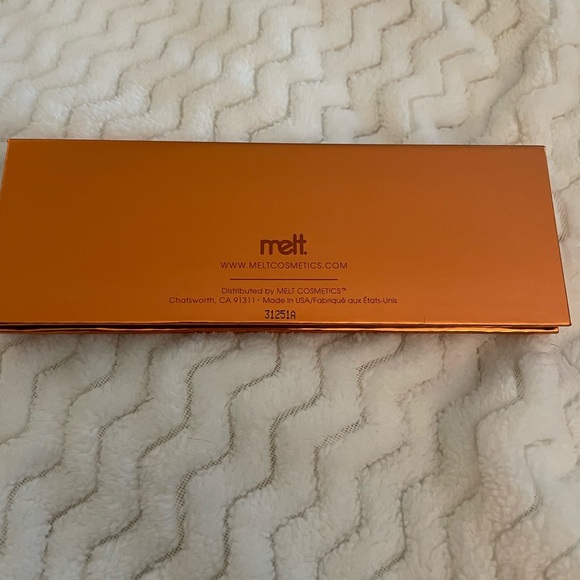 melt.
WWW.MELTCOSMETICS.COM
Distributed by MELT COSMETICS™
Chatsworth, CA 91311 • Made in USA/Fabriqué aux États-Unis
31251A